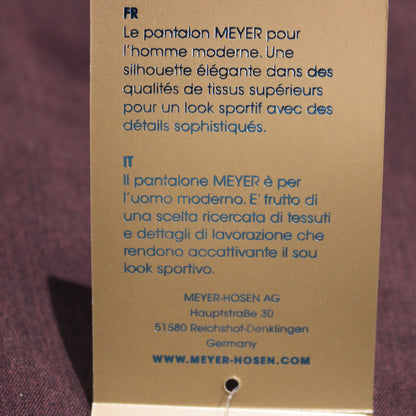 FR
Le pantalon MEYER pour
l'homme moderne. Une
silhouette élégante dans des
qualités de tissus supérieurs
pour un look sportif avec des
détails sophistiqués.
IT
Il pantalone MEYER è per
l'uomo moderno. E' frutto di
una scelta ricercata di tessuti
e dettagli di lavorazione che
rendono accattivante il sou
look sportivo.
MEYER-HOSEN AG
Hauptstraße 30
51580 Reichshof-Denklingen
Germany
WWW.MEYER-HOSEN.COM